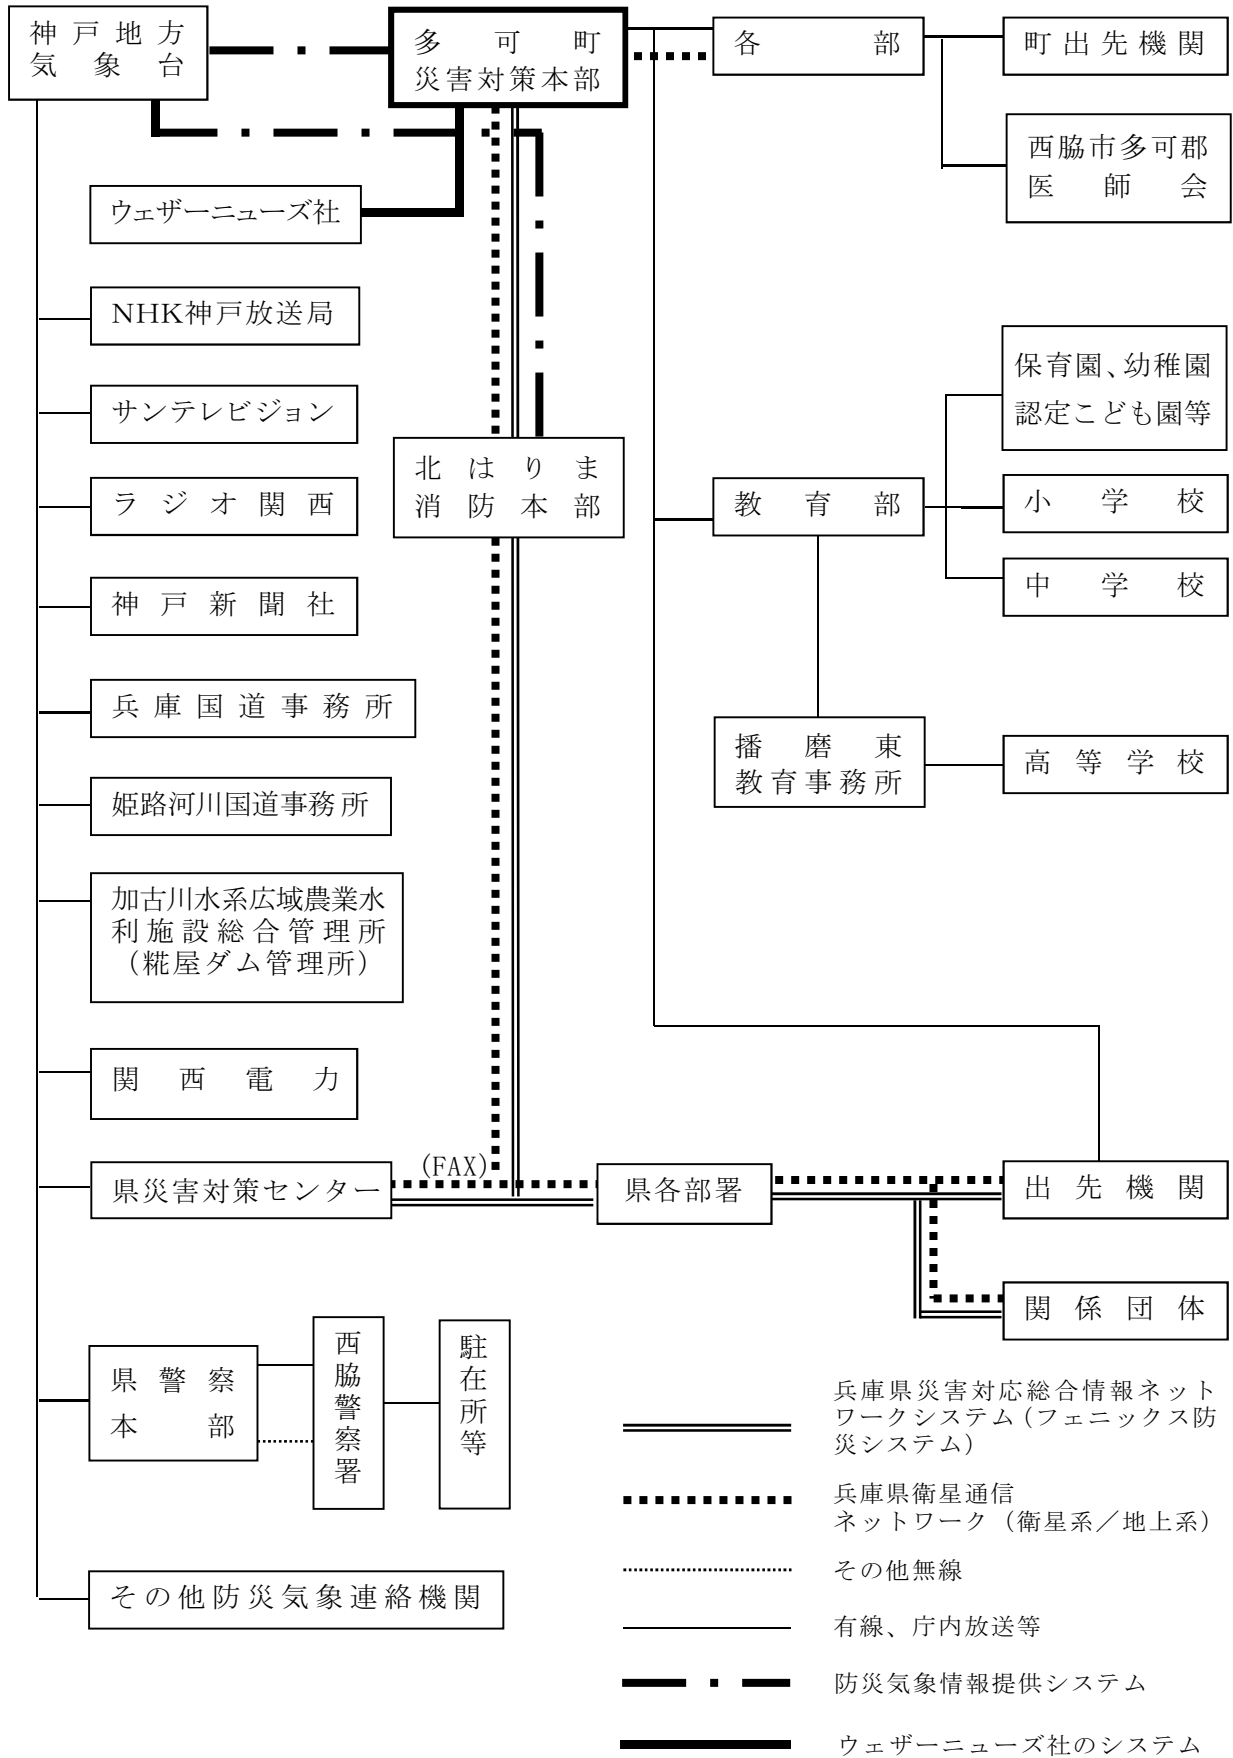 神戸地方
気象台
多可町
災害対策本部
各部
町出先機関
西脇市多可郡
医師会
ウェザーニューズ社
NHK神戸放送局
サンテレビジョン
ラジオ関西
神戸新聞社
兵庫国道事務所
姫路河川国道事務所
加古川水系広域農業水
利施設総合管理所
（糀屋ダム管理所）
関西電力
北はりま
消防本部
保育園、幼稚園
認定こども園等
教育部
小学校
中学校
播磨東
教育事務所
高等学校
県災害対策センター
(FAX)
県各部署
出先機関
関係団体
県警察
本部
西脇警察署
駐在所等
その他防災気象連絡機関
兵庫県災害対応総合情報ネット
ワークシステム（フェニックス防
災システム）
兵庫県衛星通信
ネットワーク（衛星系／地上系）
その他無線
有線、庁内放送等
防災気象情報提供システム
ウェザーニューズ社のシステム